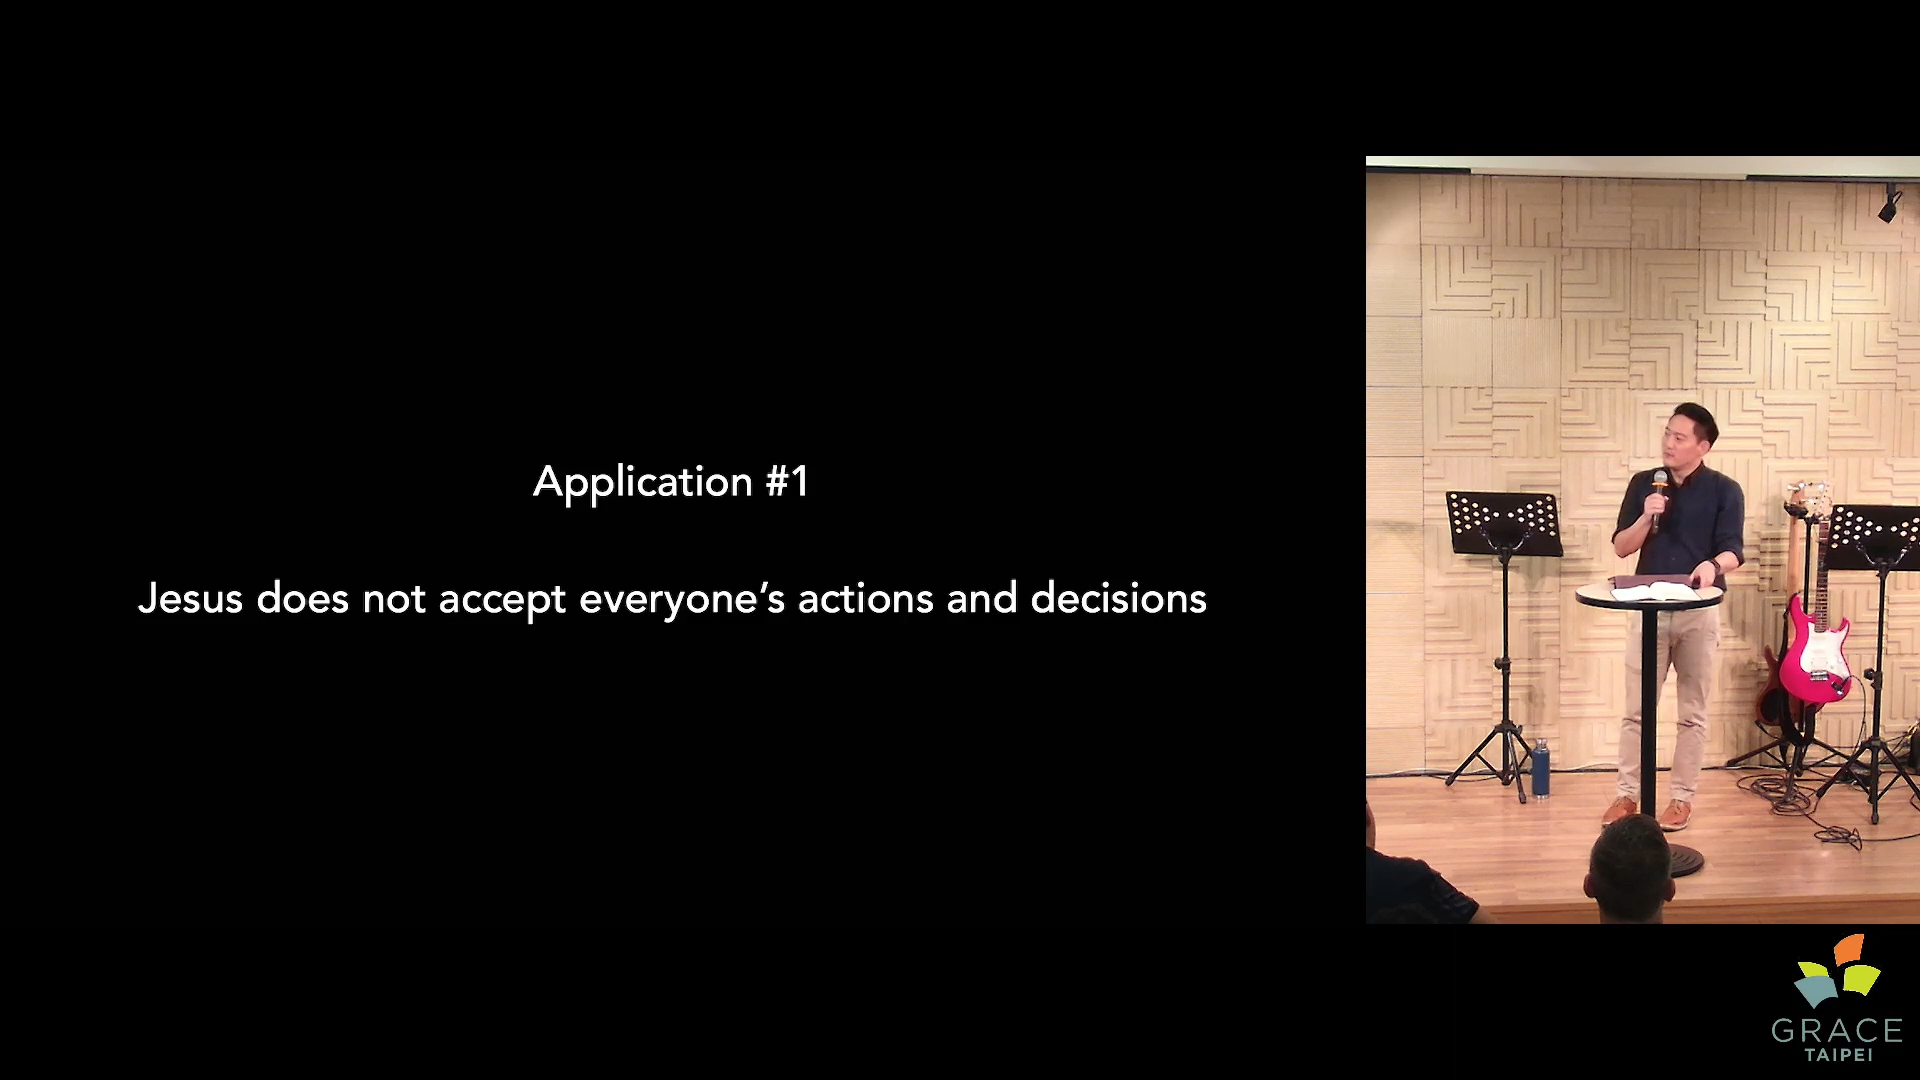 Application #1
Jesus does not accept everyone’s actions and decisions
GRACE
TAIPEI